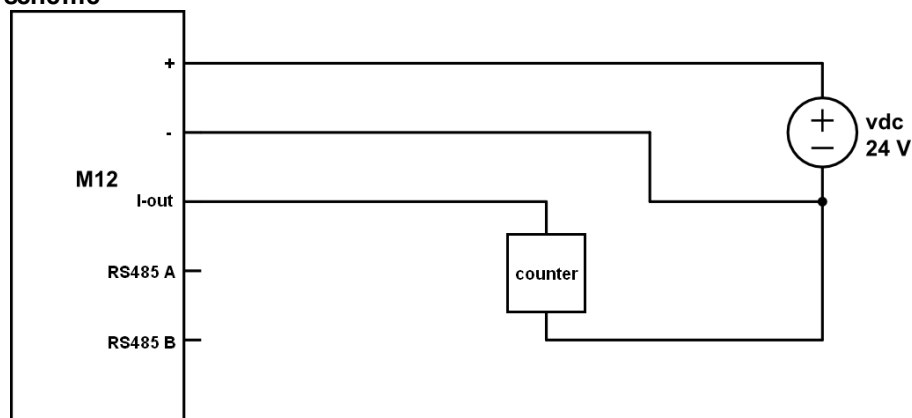 +
-
M12
I-out
RS485 A
RS485 B
counter
+
−
vdc
24 V